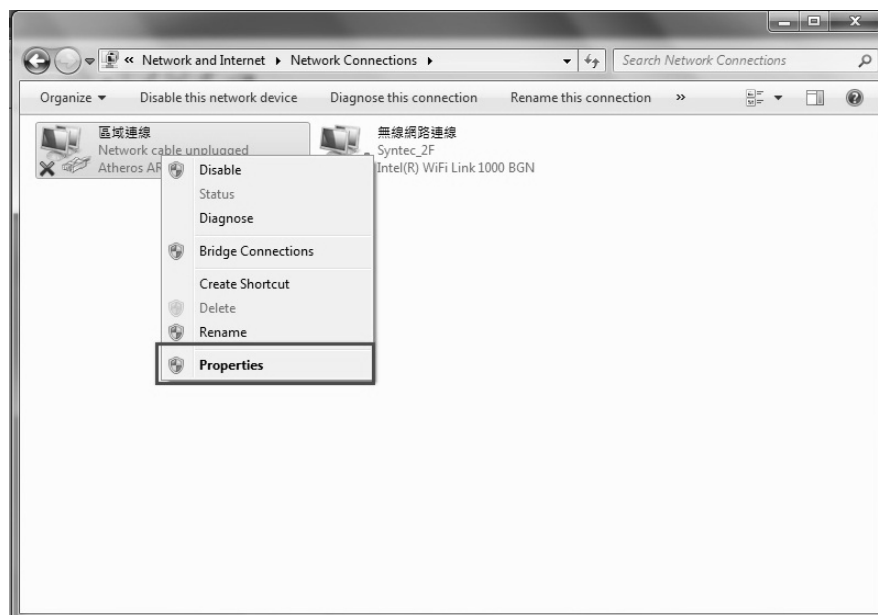 « Network and Internet ▸ Network Connections ▸
Search Network Connections
Organize ▾ Disable this network device Diagnose this connection Rename this connection »
區域連線
Network cable unplugged
Atheros AR
無線網路連線
Syntec_2F
Intel(R) WiFi Link 1000 BGN
Disable
Status
Diagnose
Bridge Connections
Create Shortcut
Delete
Rename
Properties